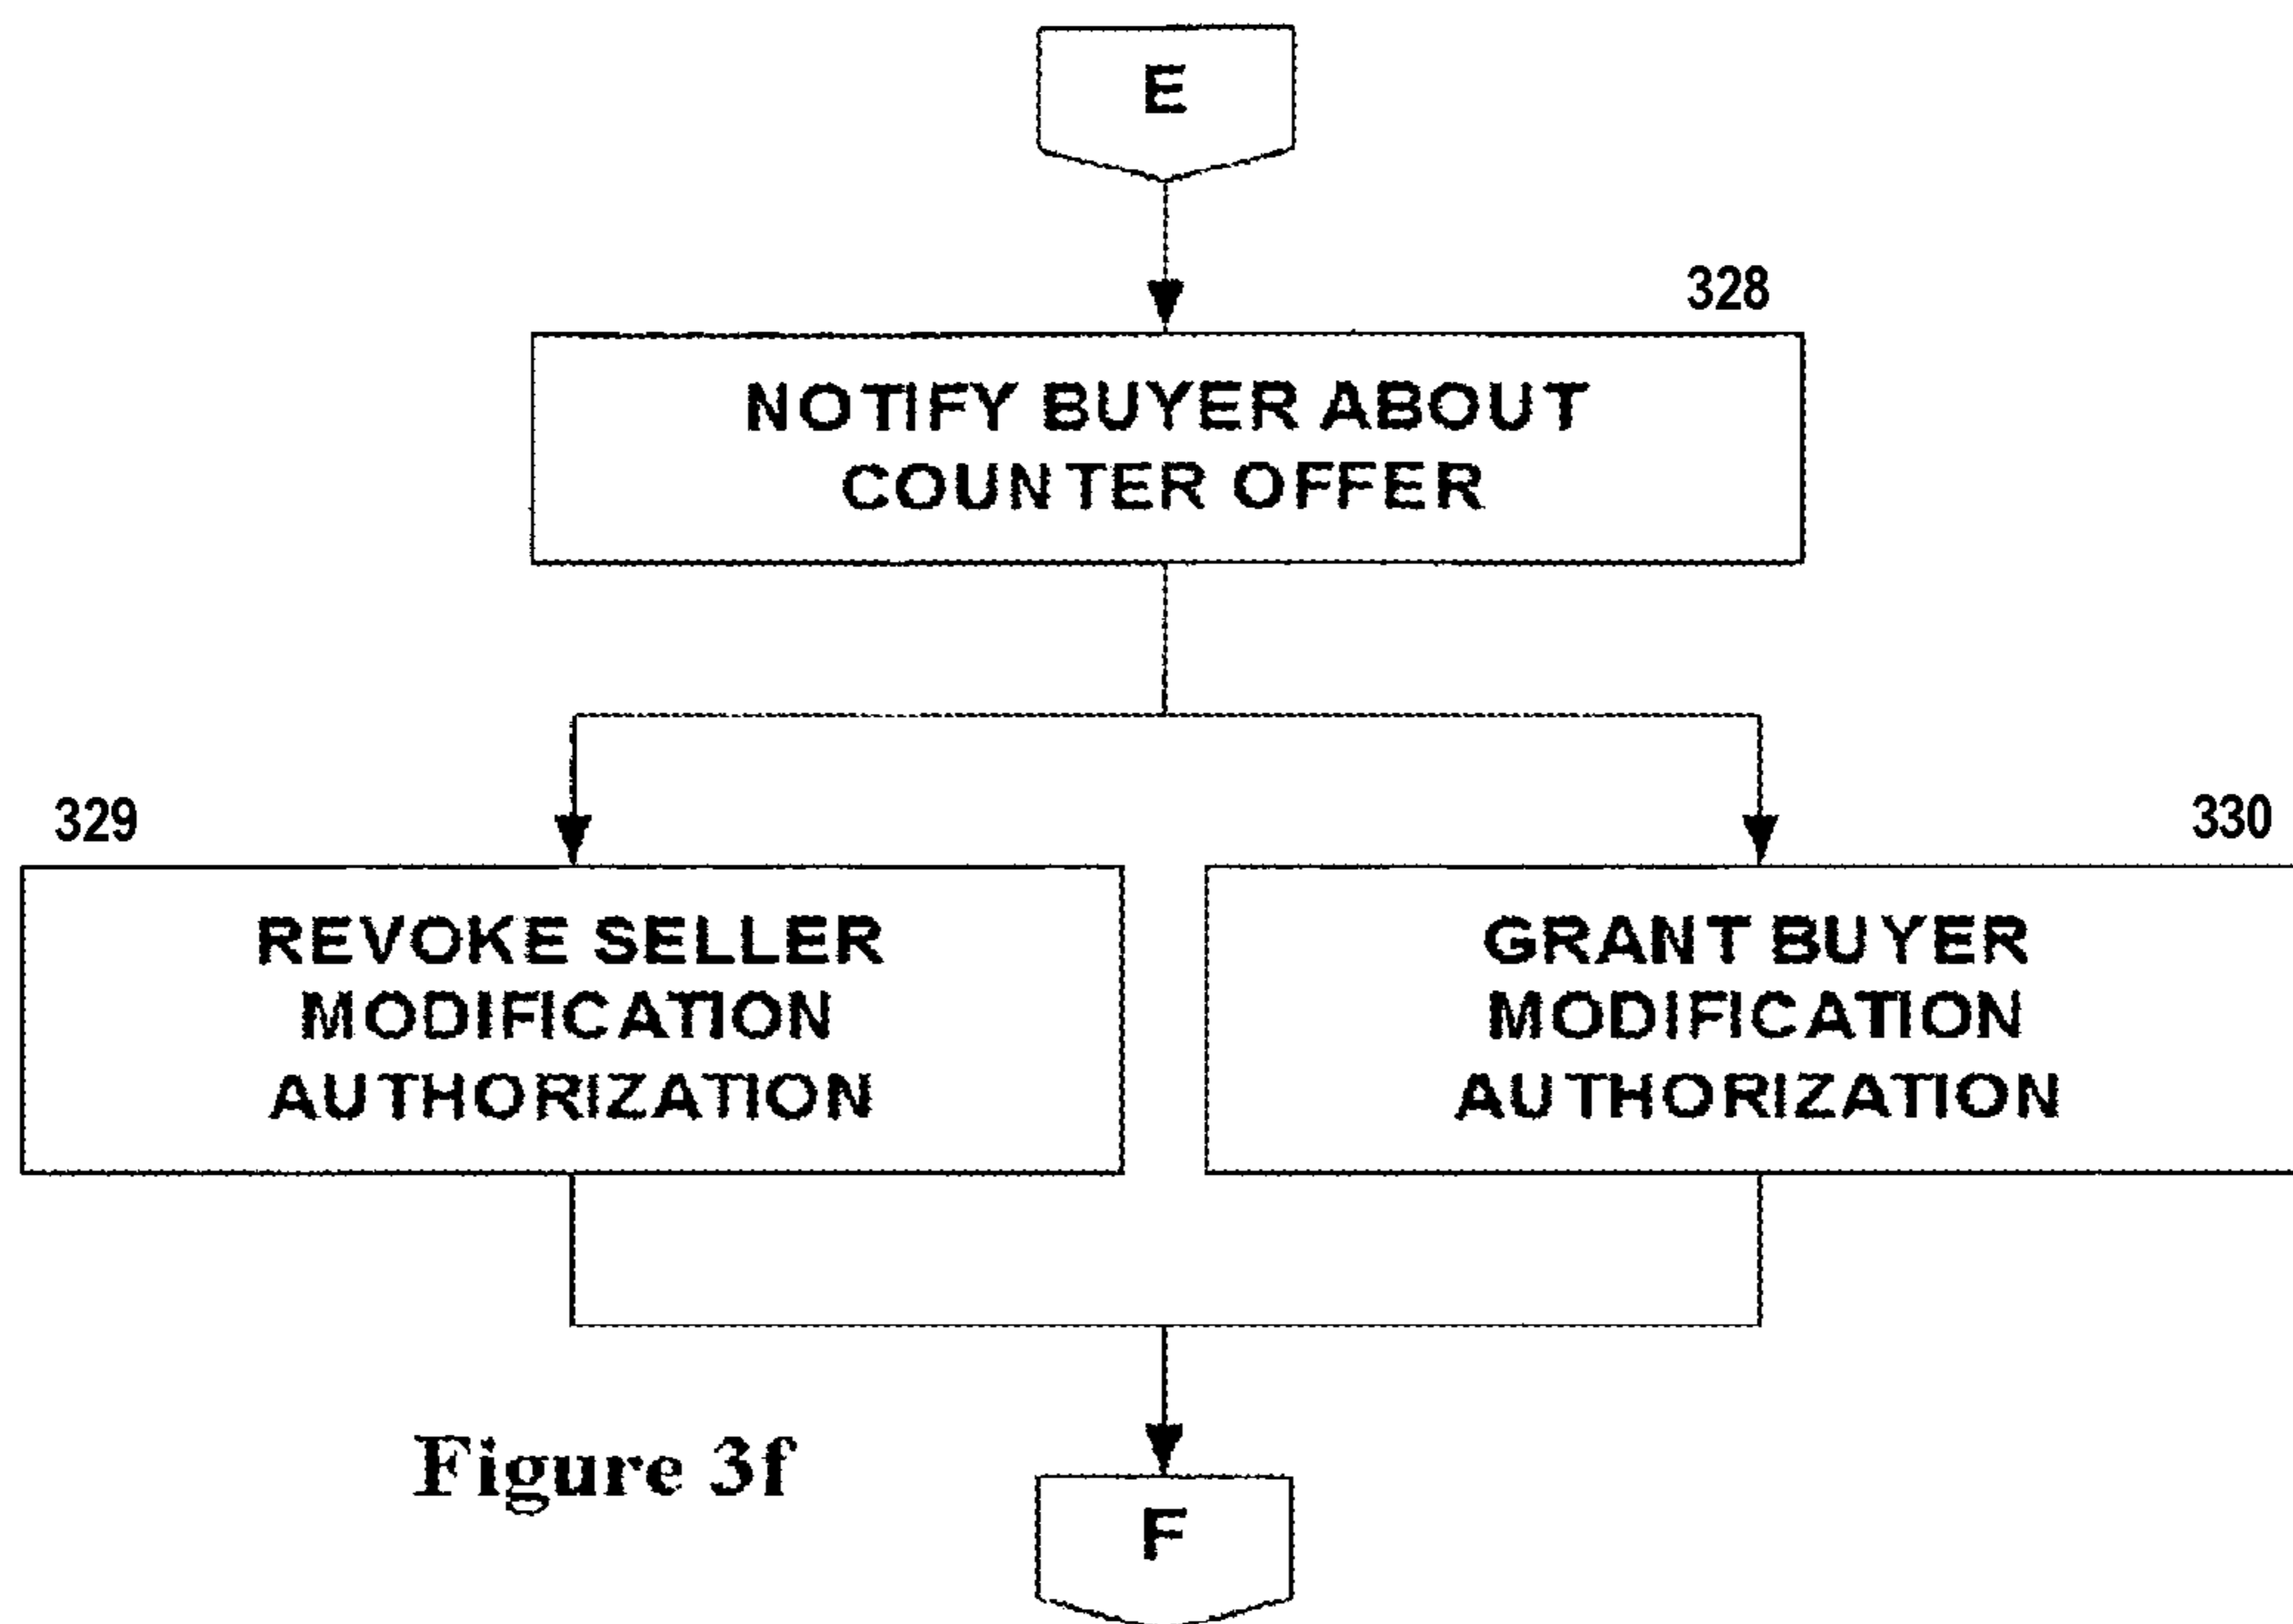 E
328
NOTIFY BUYER ABOUT
COUNTER OFFER
329
330
REVOKE SELLER
MODIFICATION
AUTHORIZATION
GRANT BUYER
MODIFICATION
AUTHORIZATION
Figure 3f
F